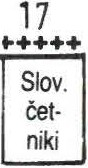 17
+++++
Slov.
čet-
niki